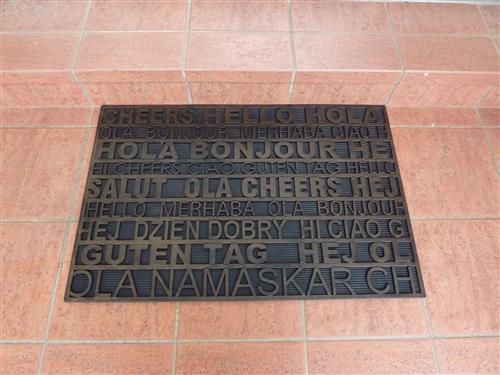 CHEERS HELLO HOLA
OLA BONJOUR MERHABA CIAO H
HOLA BONJOUR HE
HI CHEERS CIAO GUTEN TAG HELLO
SALUT OLA CHEERS HEJ
HELLO MERHABA OLA BONJOUR
HEJ DZIEN DOBRY HI CIAO G
GUTEN TAG HEJ OL
OLA NAMASKAR CH